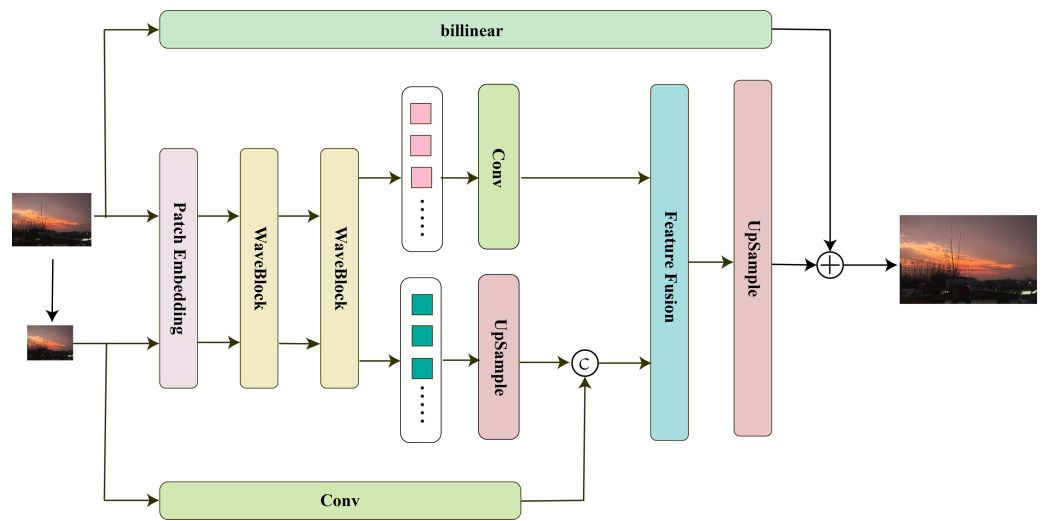 billinear
Patch Embedding
WaveBlock
WaveBlock
Conv
UpSample
C
Feature Fusion
UpSample
Conv